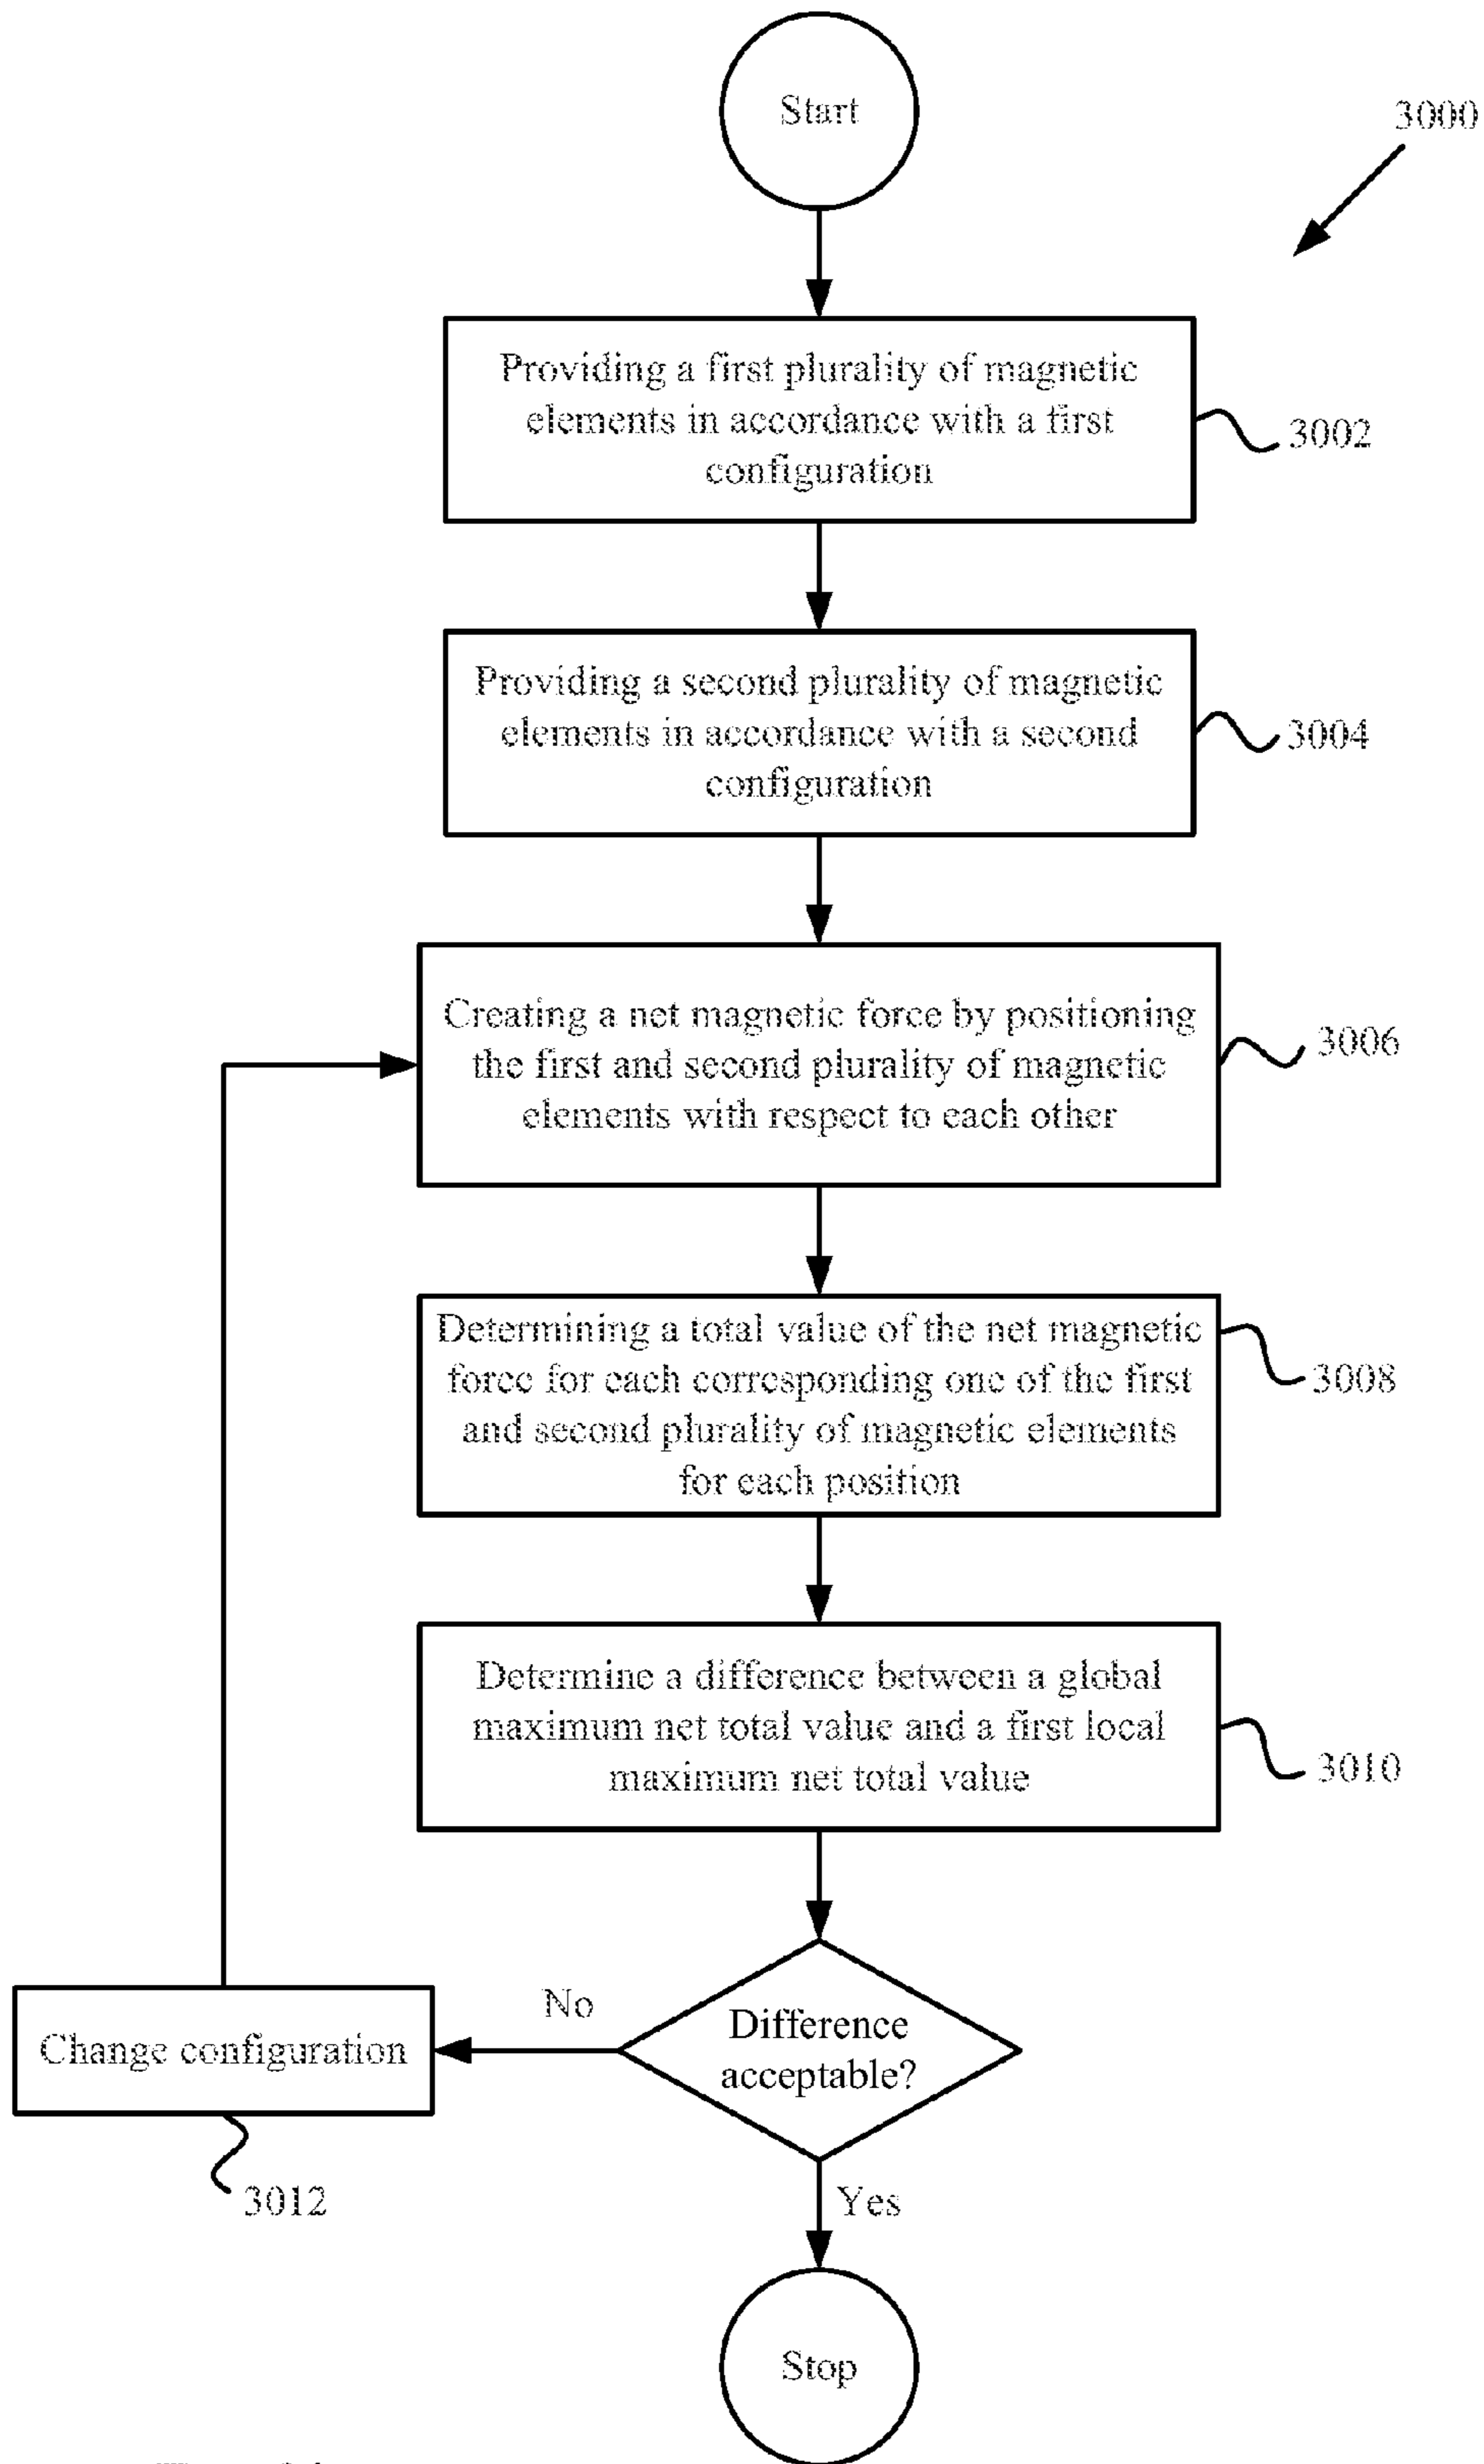 Start
3000
Providing a first plurality of magnetic
elements in accordance with a first
configuration
3002
Providing a second plurality of magnetic
elements in accordance with a second
configuration
3004
Creating a net magnetic force by positioning
the first and second plurality of magnetic
elements with respect to each other
3006
Determining a total value of the net magnetic
force for each corresponding one of the first
and second plurality of magnetic elements
for each position
3008
Determine a difference between a global
maximum net total value and a first local
maximum net total value
3010
Difference
acceptable?
No
Change configuration
3012
Yes
Stop